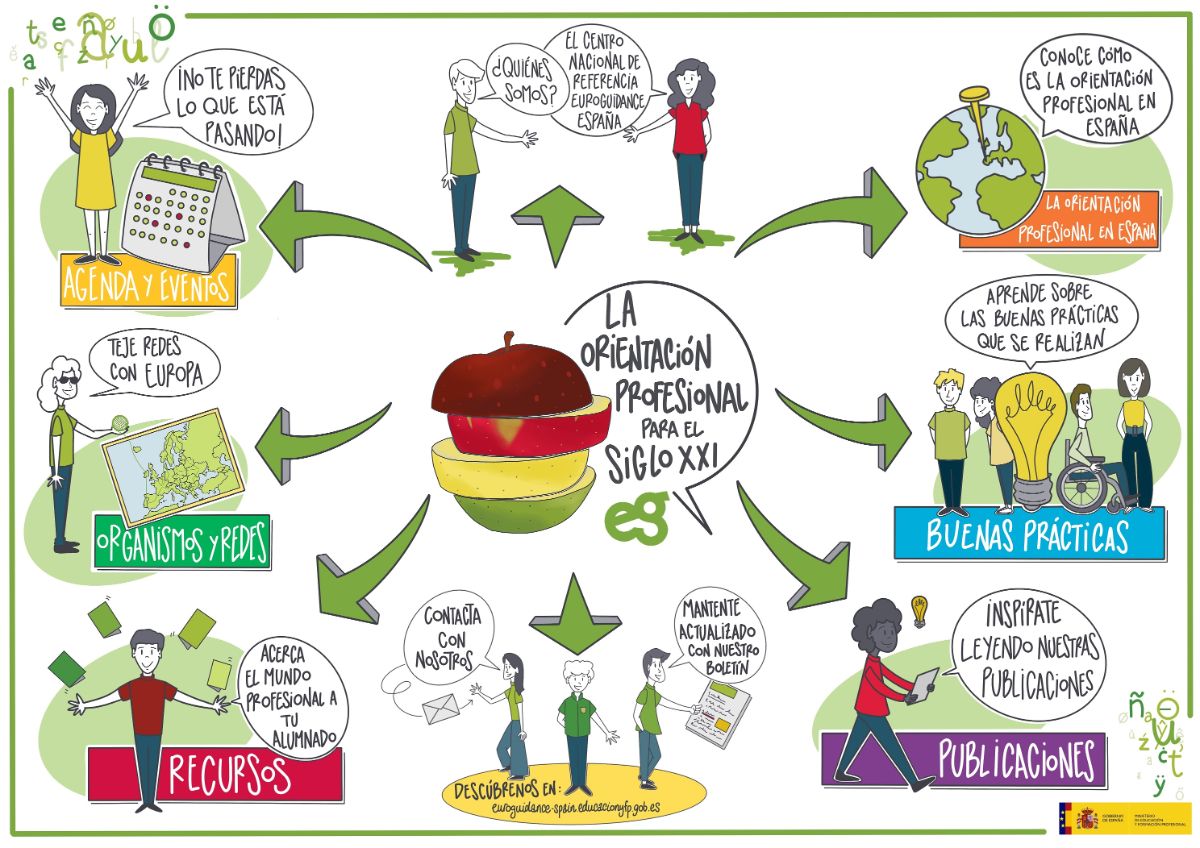 ¡NO TE PIERDAS
LO QUE ESTÁ
PASANDO!
AGENDA Y EVENTOS
¿QUIÉNES
SOMOS?
EL CENTRO
NACIONAL DE
REFERENCIA
EUROGUIDANCE
ESPAÑA
CONOCE CÓMO
ES LA ORIENTACIÓN
PROFESIONAL EN
ESPAÑA
LA ORIENTACIÓN
PROFESIONAL EN ESPAÑA
TEJE REDES
CON EUROPA
ORGANISMOS Y REDES
LA
ORIENTACIÓN
PROFESIONAL
PARA EL
SIGLO XXI
eg
APRENDE SOBRE
LAS BUENAS PRÁCTICAS
QUE SE REALIZAN
BUENAS PRÁCTICAS
ACERCA
EL MUNDO
PROFESIONAL A
TU
ALUMNADO
RECURSOS
CONTACTA
CON
NOSOTROS
MANTENTE
ACTUALIZADO
CON NUESTRO
BOLETÍN
DESCÚBRENOS EN:
euroguidance-spain.educacionyfp.gob.es
INSPÍRATE
LEYENDO NUESTRAS
PUBLICACIONES
PUBLICACIONES
GOBIERNO
DE ESPAÑA
MINISTERIO
DE EDUCACIÓN
Y FORMACIÓN PROFESIONAL